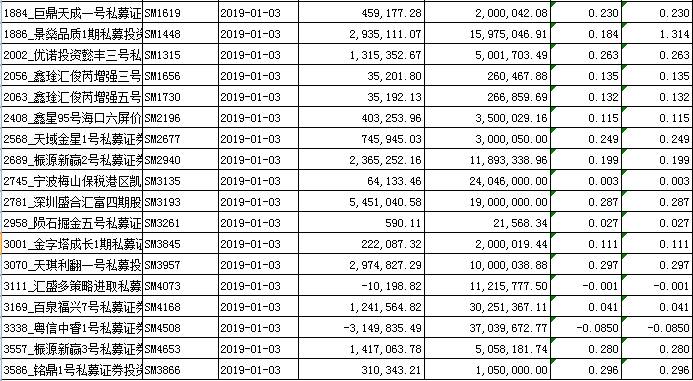 1884_巨鼎天成一号私募证 SM1619 2019-01-03 459,177.28 2,000,042.08 0.230 0.230
1886_景燊品质1期私募投资 SM1448 2019-01-03 2,935,111.07 15,975,046.91 0.184 1.314
2002_优诺投资懿丰三号私 SM1315 2019-01-03 1,315,352.67 5,001,703.49 0.263 0.263
2056_鑫琻汇俊芮增强三号 SM1656 2019-01-03 35,201.80 260,467.88 0.135 0.135
2063_鑫琻汇俊芮增强五号 SM1730 2019-01-03 35,192.13 266,859.69 0.132 0.132
2408_鑫星95号海口六屏价 SM2196 2019-01-03 403,253.96 3,500,029.16 0.115 0.115
2568_天域金星1号私募证券 SM2677 2019-01-03 745,945.03 3,000,050.00 0.249 0.249
2689_振源新赢2号私募证券 SM2940 2019-01-03 2,365,252.16 11,893,338.96 0.199 0.199
2745_宁波梅山保税港区凯 SM3135 2019-01-03 64,133.46 24,046,000.00 0.003 0.003
2781_深圳盛合汇富四期股 SM3193 2019-01-03 5,451,040.58 19,000,000.00 0.287 0.287
2958_陨石掘金五号私募证 SM3261 2019-01-03 590.11 21,568.34 0.027 0.027
3001_金字塔成长1期私募证 SM3845 2019-01-03 222,087.32 2,000,019.44 0.111 0.111
3070_天琪利翻一号私募投 SM3957 2019-01-03 2,974,829.27 10,000,038.88 0.297 0.297
3111_汇盛多策略进取私募 SM4073 2019-01-03 -10,198.82 11,215,777.50 -0.001 -0.001
3169_百泉福兴7号私募证券 SM4168 2019-01-03 1,241,564.82 30,251,367.11 0.041 0.041
3338_粤信中睿1号私募证券 SM4508 2019-01-03 -3,149,835.49 37,039,672.77 -0.0850 -0.0850
3557_振源新赢3号私募证券 SM4653 2019-01-03 1,417,063.78 5,058,181.74 0.280 0.280
3586_铭鼎1号私募证券投资 SM3866 2019-01-03 310,343.21 1,050,000.00 0.296 0.296